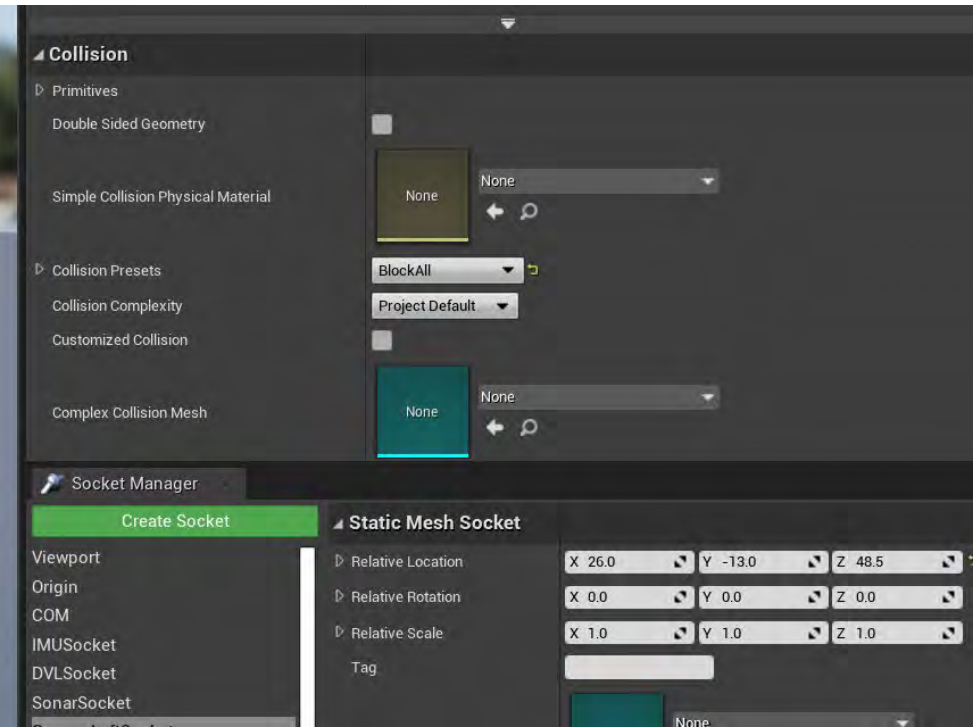 Collision
Primitives
Double Sided Geometry
Simple Collision Physical Material
None
None
Collision Presets
BlockAll
Collision Complexity
Project Default
Customized Collision
Complex Collision Mesh
None
None
Socket Manager
Create Socket
Viewport
Origin
COM
IMUSocket
DVLSocket
SonarSocket
Static Mesh Socket
Relative Location X 26.0 Y -13.0 Z 48.5
Relative Rotation X 0.0 Y 0.0 Z 0.0
Relative Scale X 1.0 Y 1.0 Z 1.0
Tag
None